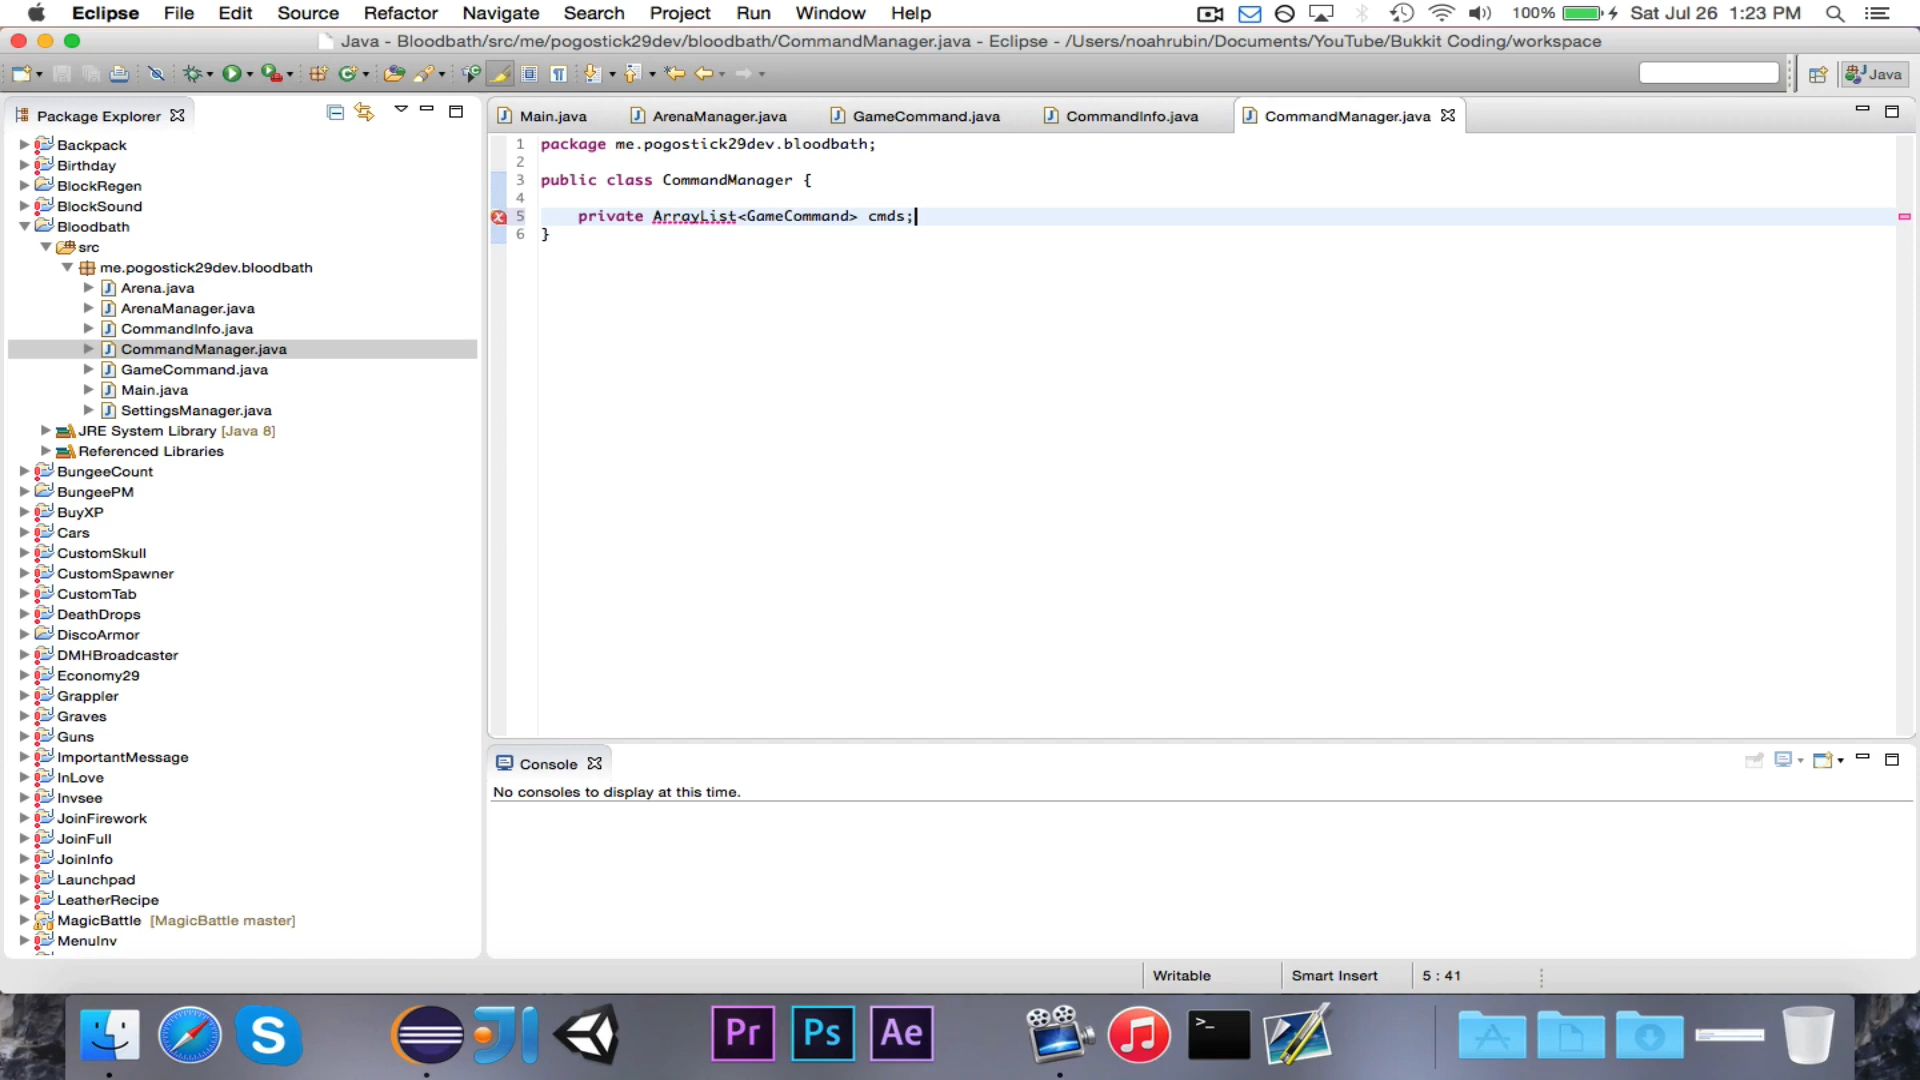 Eclipse File Edit Source Refactor Navigate Search Project Run Window Help 100% Sat Jul 26 1:23 PM
Java - Bloodbath/src/me/pogostick29dev/bloodbath/CommandManager.java - Eclipse - /Users/noahrubin/Documents/YouTube/Bukkit Coding/workspace
Java
Package Explorer
Main.java ArenaManager.java GameCommand.java CommandInfo.java CommandManager.java
Backpack
Birthday
BlockRegen
BlockSound
Bloodbath
src
me.pogostick29dev.bloodbath
Arena.java
ArenaManager.java
CommandInfo.java
CommandManager.java
GameCommand.java
Main.java
SettingsManager.java
JRE System Library [Java 8]
Referenced Libraries
BungeeCount
BungeePM
BuyXP
Cars
CustomSkull
CustomSpawner
CustomTab
DeathDrops
DiscoArmor
DMHBroadcaster
Economy29
Grappler
Graves
Guns
ImportantMessage
InLove
Invsee
JoinFirework
JoinFull
JoinInfo
Launchpad
LeatherRecipe
MagicBattle [MagicBattle master]
MenuInv
1 package me.pogostick29dev.bloodbath;
2
3 public class CommandManager {
4
5 private ArrayList<GameCommand> cmds;
6 }
Console
No consoles to display at this time.
Writable Smart Insert 5 : 41
S JI Pr Ps Ae >_